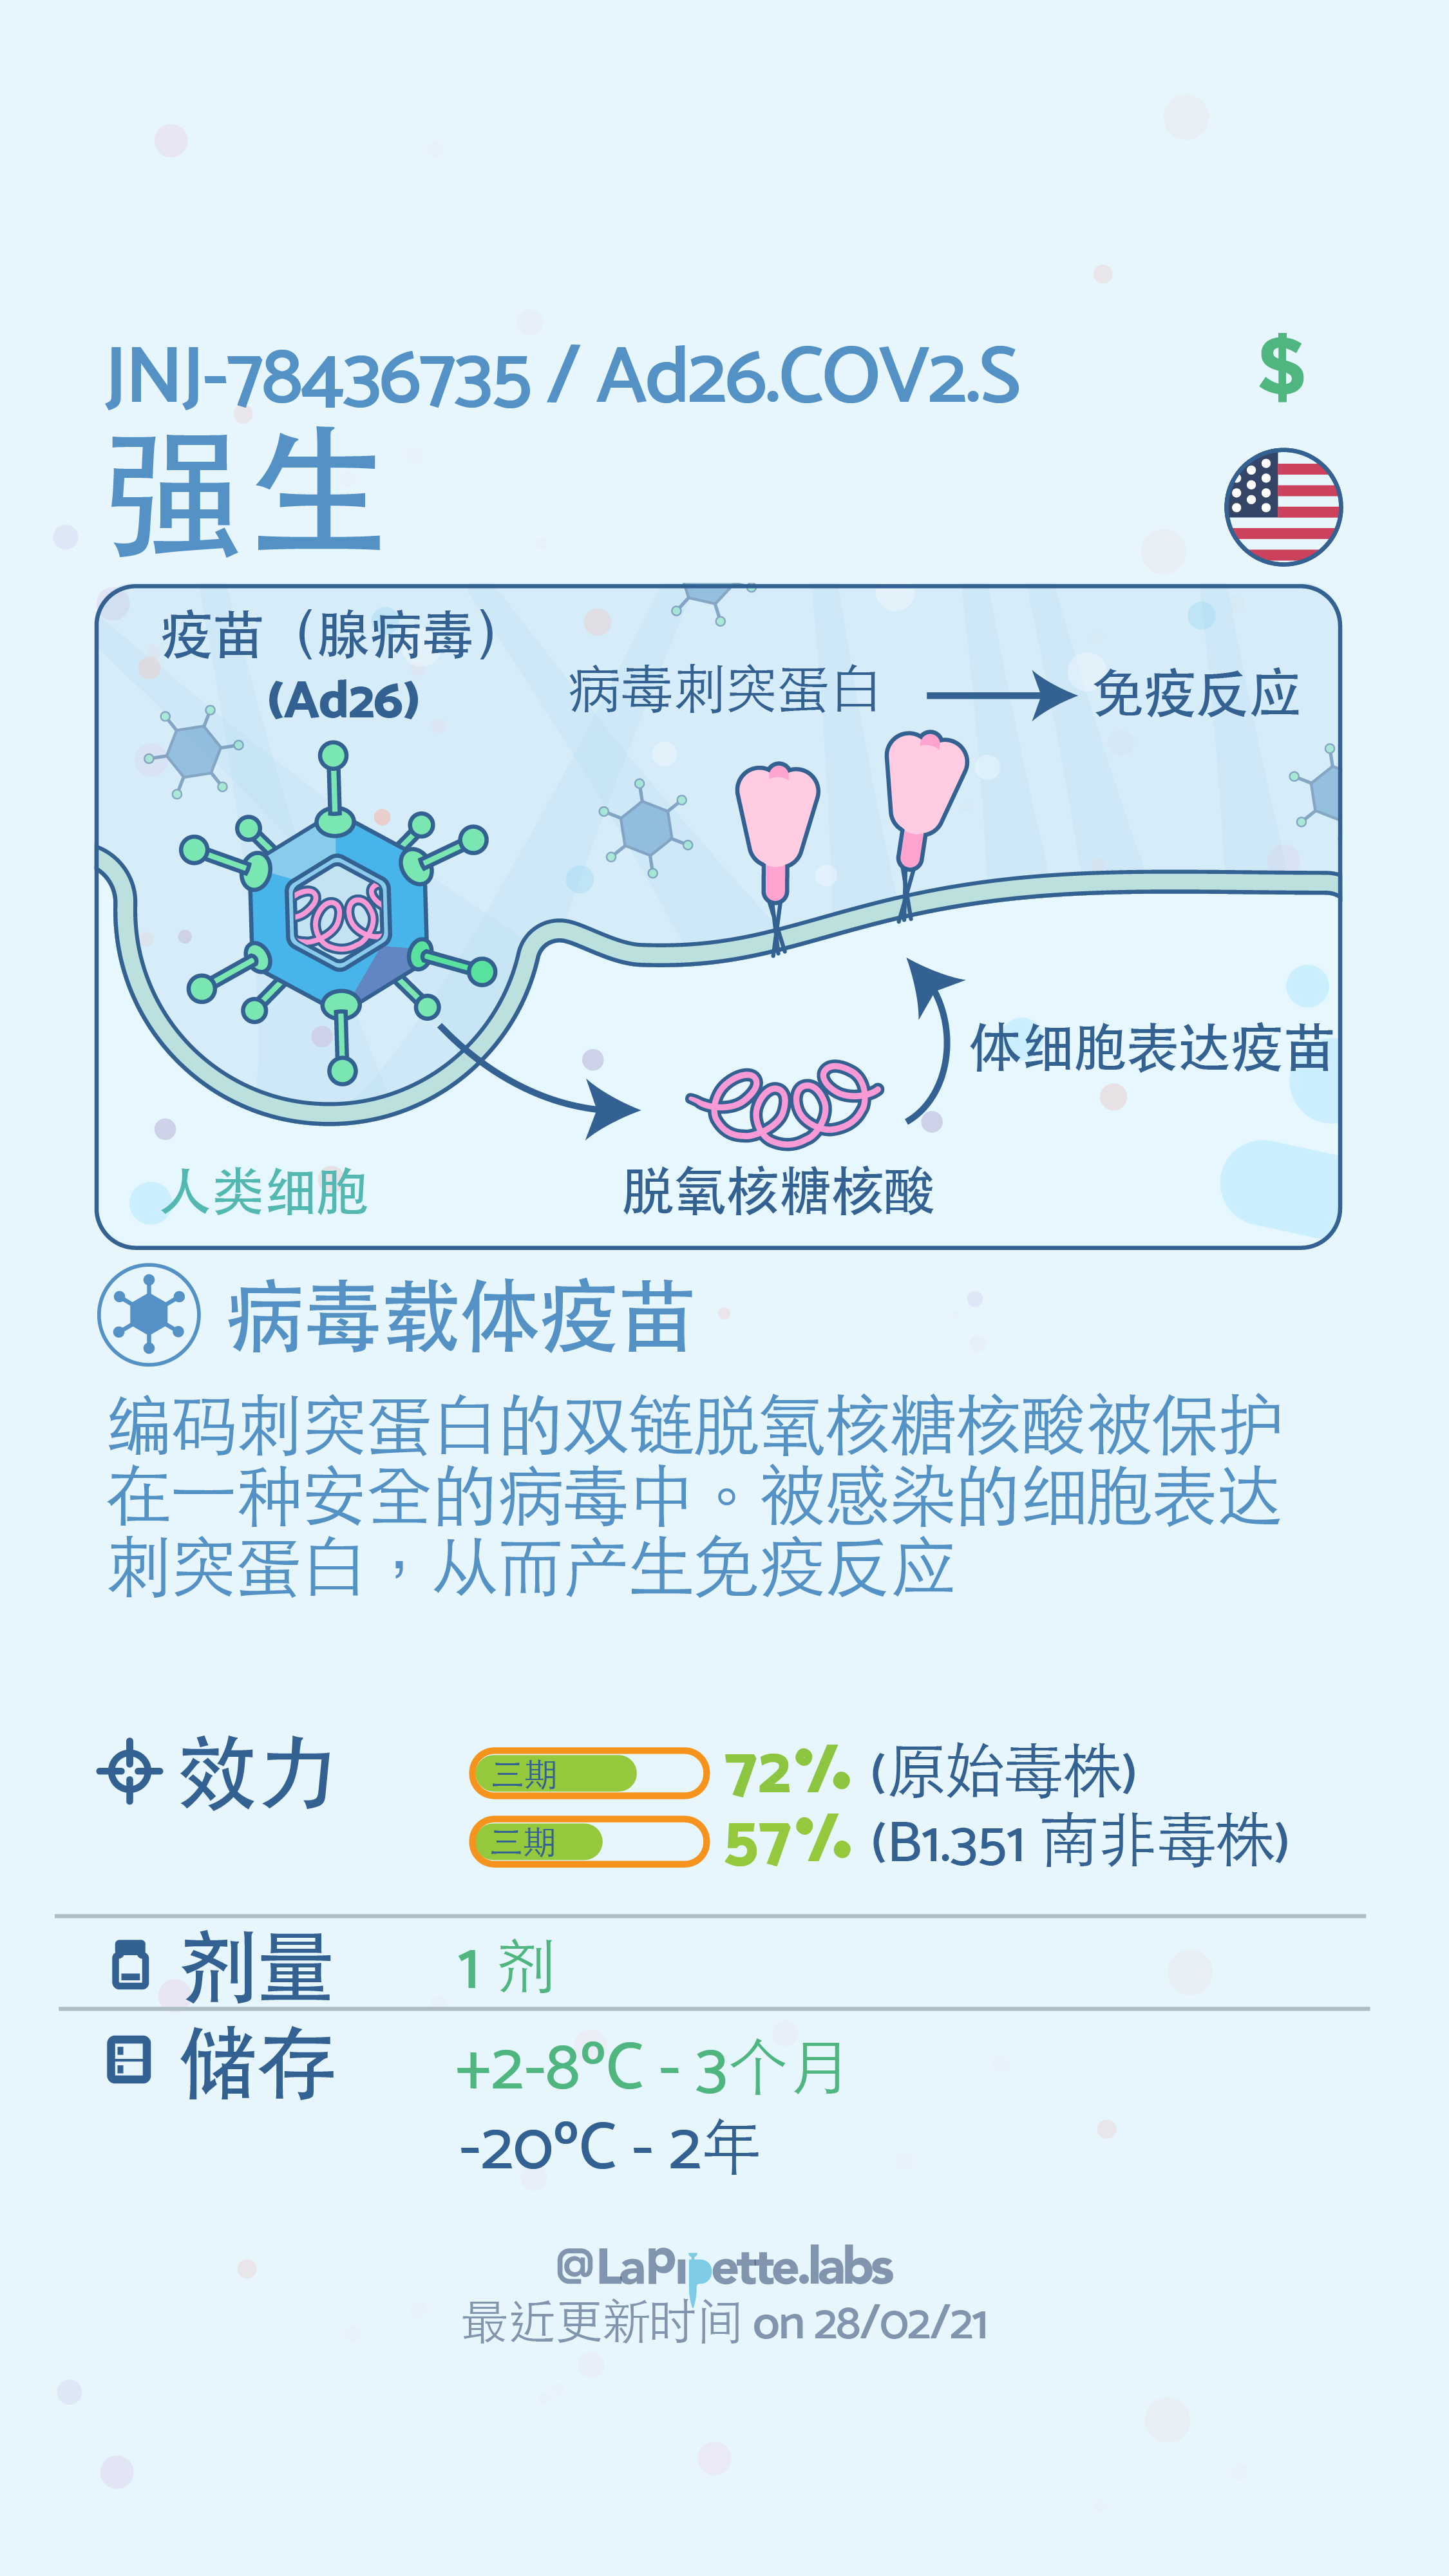 JNJ-78436735 / Ad26.COV2.S
$
强生
疫苗（腺病毒）
(Ad26)
病毒刺突蛋白
免疫反应
体细胞表达疫苗
人类细胞
脱氧核糖核酸
病毒载体疫苗
编码刺突蛋白的双链脱氧核糖核酸被保护
在一种安全的病毒中。被感染的细胞表达
刺突蛋白，从而产生免疫反应
效力
三期 72% (原始毒株)
三期 57% (B1.351 南非毒株)
剂量 1 剂
储存 +2-8ºC - 3个月
-20ºC - 2年
@LaPipette.labs
最近更新时间 on 28/02/21